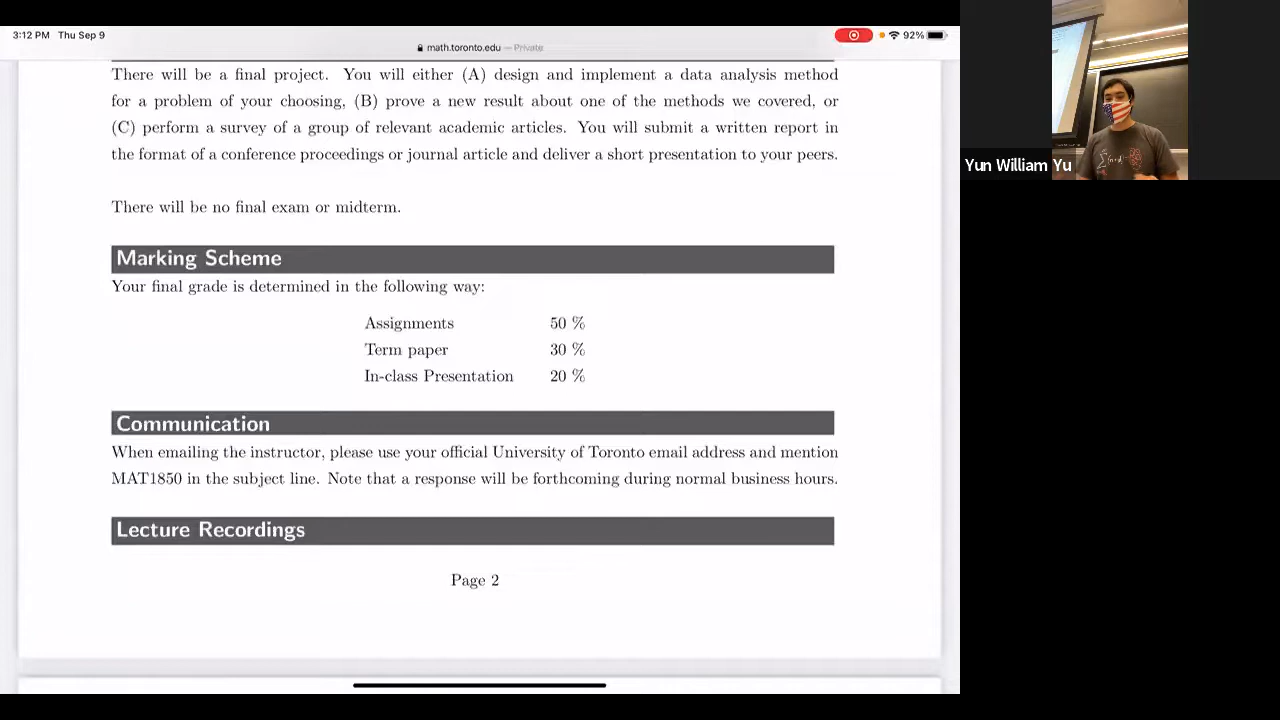 3:12 PM Thu Sep 9
92%
math.toronto.edu — Private
There will be a final project. You will either (A) design and implement a data analysis method
for a problem of your choosing, (B) prove a new result about one of the methods we covered, or
(C) perform a survey of a group of relevant academic articles. You will submit a written report in
the format of a conference proceedings or journal article and deliver a short presentation to your peers.
There will be no final exam or midterm.
Marking Scheme
Your final grade is determined in the following way:
Assignments 50 %
Term paper 30 %
In-class Presentation 20 %
Communication
When emailing the instructor, please use your official University of Toronto email address and mention
MAT1850 in the subject line. Note that a response will be forthcoming during normal business hours.
Lecture Recordings
Page 2
Yun William Yu